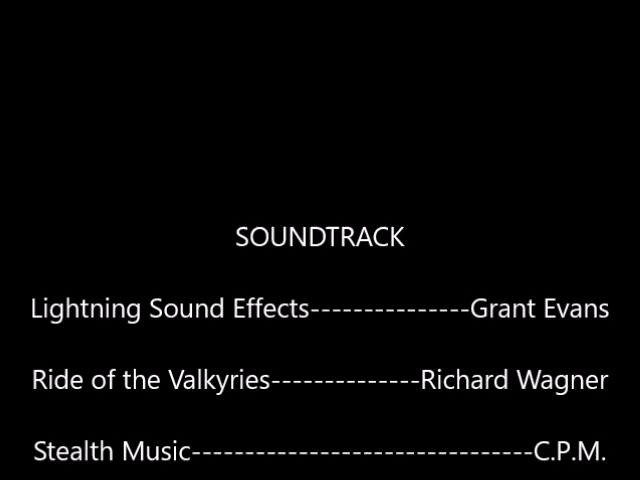 SOUNDTRACK
Lightning Sound Effects---------------Grant Evans
Ride of the Valkyries--------------Richard Wagner
Stealth Music--------------------------------C.P.M.